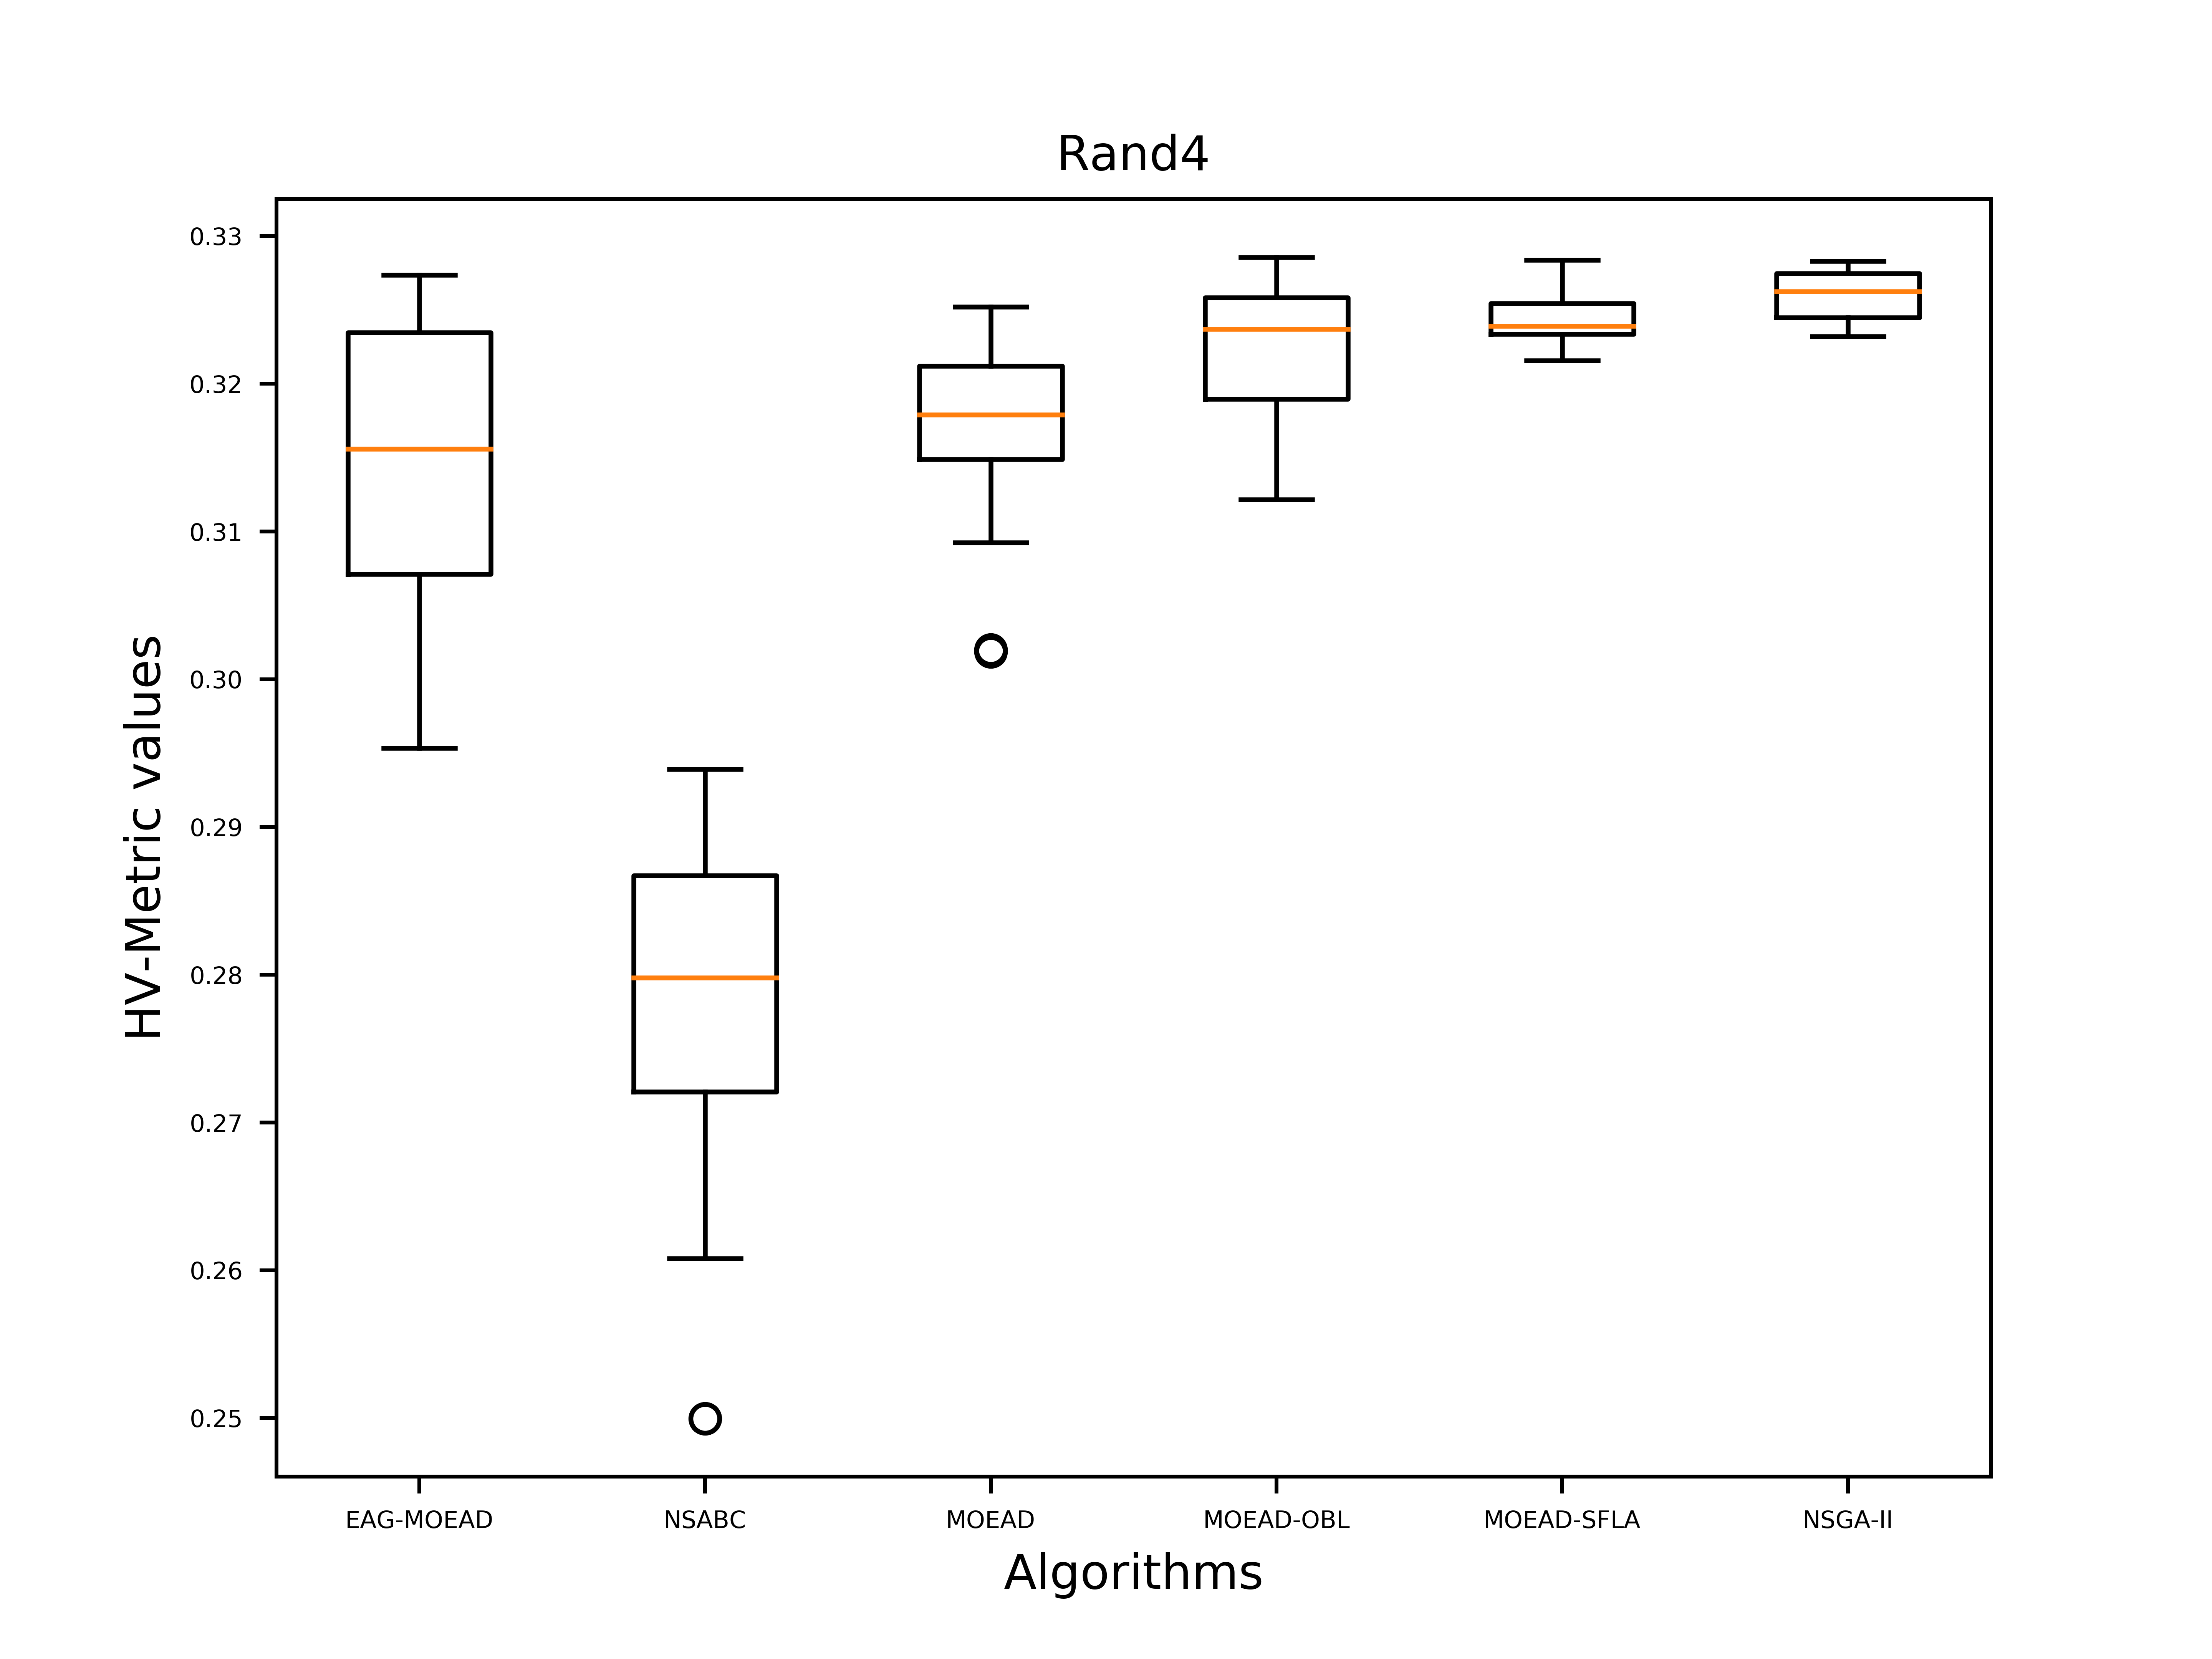 Rand4
HV-Metric values
0.33
0.32
0.31
0.30
0.29
0.28
0.27
0.26
0.25
EAG-MOEAD NSABC MOEAD MOEAD-OBL MOEAD-SFLA NSGA-II
Algorithms